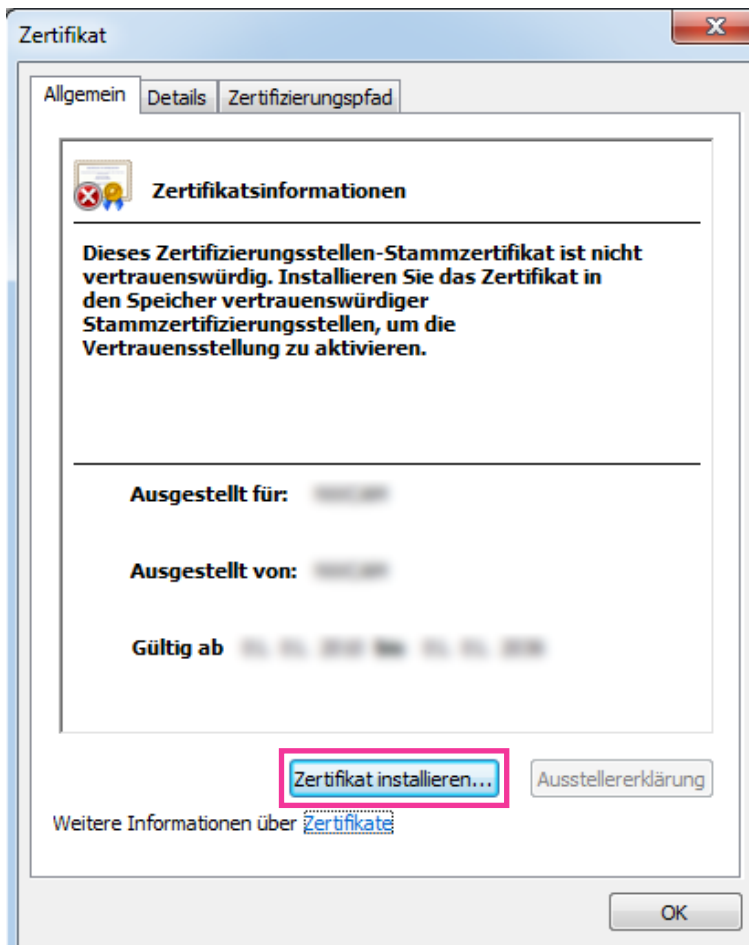 Zertifikat
Allgemein Details Zertifizierungspfad
Zertifikatsinformationen
Dieses Zertifizierungsstellen-Stammzertifikat ist nicht
vertrauenswürdig. Installieren Sie das Zertifikat in
den Speicher vertrauenswürdiger
Stammzertifizierungsstellen, um die
Vertrauensstellung zu aktivieren.
Ausgestellt für:
Ausgestellt von:
Gültig ab
Zertifikat installieren... Ausstellererklärung
Weitere Informationen über Zertifikate
OK